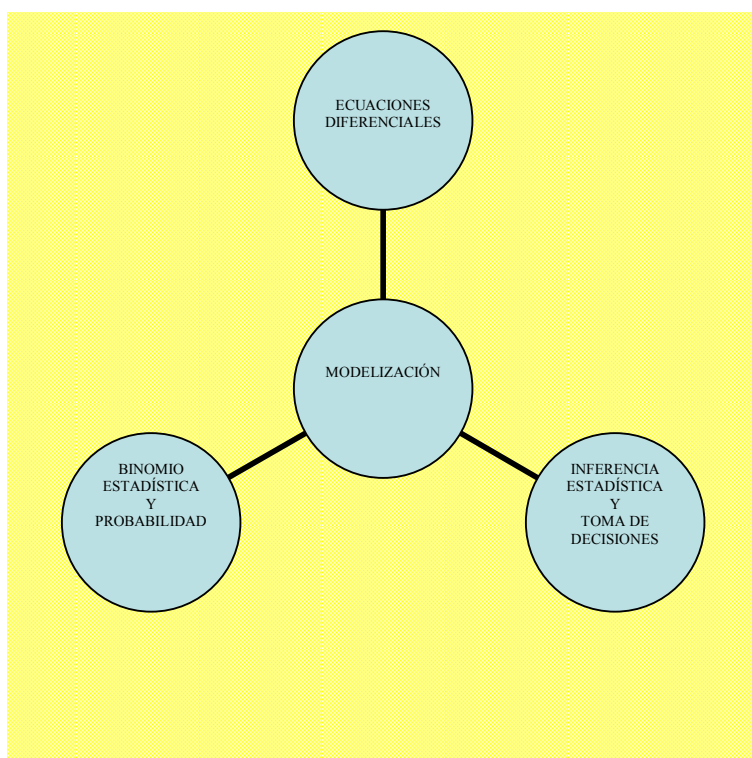 ECUACIONES
DIFERENCIALES
MODELIZACIÓN
BINOMIO
ESTADÍSTICA
Y
PROBABILIDAD
INFERENCIA
ESTADÍSTICA
Y
TOMA DE
DECISIONES